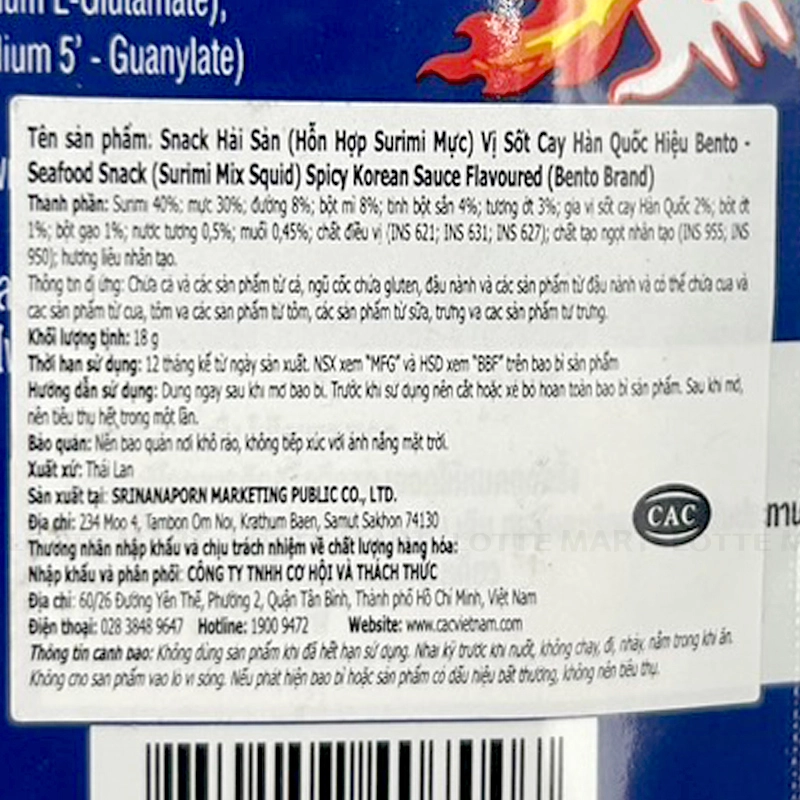 um L-Glutamate),
lium 5' - Guanylate)
Tên sản phẩm: Snack Hải Sản (Hỗn Hợp Surimi Mực) Vị Sốt Cay Hàn Quốc Hiệu Bento -
Seafood Snack (Surimi Mix Squid) Spicy Korean Sauce Flavoured (Bento Brand)
Thành phần: Surimi 40%; mực 30%; đường 8%; bột mì 8%; tinh bột sắn 4%; tương ớt 3%; gia vị sốt cay Hàn Quốc 2%; bột ớt
1%; bột gạo 1%; nước tương 0,5%; muối 0,45%; chất điều vị (INS 621; INS 631; INS 627); chất tạo ngọt nhân tạo (INS 955; INS
950); hương liệu nhân tạo.
Thông tin dị ứng: Chứa cá và các sản phẩm từ cá, ngũ cốc chứa gluten, đậu nành và các sản phẩm từ đậu nành và có thể chứa cua và
các sản phẩm từ cua, tôm và các sản phẩm từ tôm, các sản phẩm từ sữa, trứng và các sản phẩm từ trứng.
Khối lượng tịnh: 18 g
Thời hạn sử dụng: 12 tháng kể từ ngày sản xuất. NSX xem "MFG" và HSD xem "BBF" trên bao bì sản phẩm
Hướng dẫn sử dụng: Dùng ngay sau khi mở bao bì. Trước khi sử dụng nên cắt hoặc xé bỏ hoàn toàn bao bì sản phẩm. Sau khi mở,
nên tiêu thụ hết trong một lần.
Bảo quản: Nên bảo quản nơi khô ráo, không tiếp xúc với ánh nắng mặt trời.
Xuất xứ: Thái Lan
Sản xuất tại: SRINANAPORN MARKETING PUBLIC CO., LTD.
Địa chỉ: 234 Moo 4, Tambon Om Noi, Krathum Baen, Samut Sakhon 74130
CAC
Thương nhân nhập khẩu và chịu trách nhiệm về chất lượng hàng hóa:
LOTTE MART LOTTE M
Nhập khẩu và phân phối: CÔNG TY TNHH CƠ HỘI VÀ THÁCH THỨC
Địa chỉ: 60/26 Đường Yên Thế, Phường 2, Quận Tân Bình, Thành phố Hồ Chí Minh, Việt Nam
Điện thoại: 028 3848 9647 Hotline: 1900 9472 Website: www.cacvietnam.com
Thông tin cảnh báo: Không dùng sản phẩm khi đã hết hạn sử dụng. Nhai kỹ trước khi nuốt, không chạy, đi, nhảy, nằm trong khi ăn.
Không cho sản phẩm vào lò vi sóng. Nếu phát hiện bao bì hoặc sản phẩm có dấu hiệu bất thường, không nên tiêu thụ.